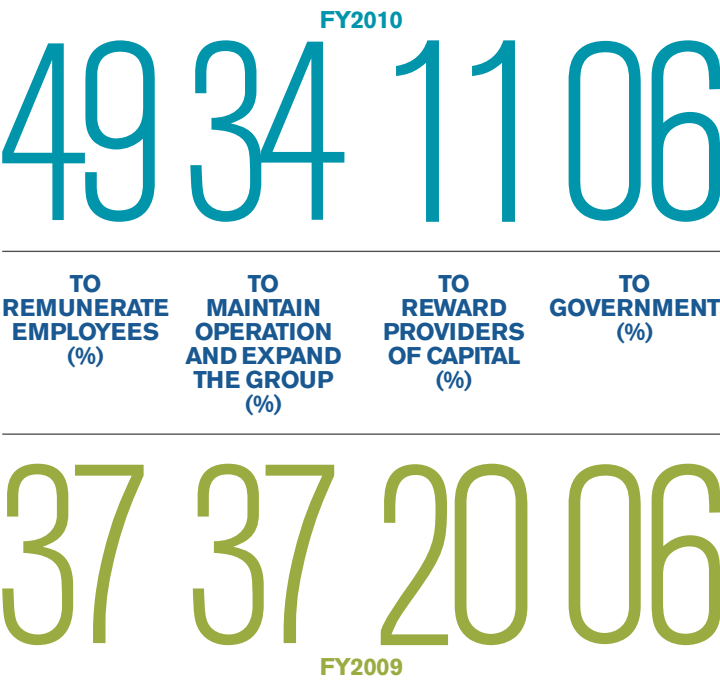 FY2010
49 34 11 06
TO
REMUNERATE
EMPLOYEES
(%)
TO
MAINTAIN
OPERATION
AND EXPAND
THE GROUP
(%)
TO
REWARD
PROVIDERS
OF CAPITAL
(%)
TO
GOVERNMENT
(%)
37 37 20 06
FY2009